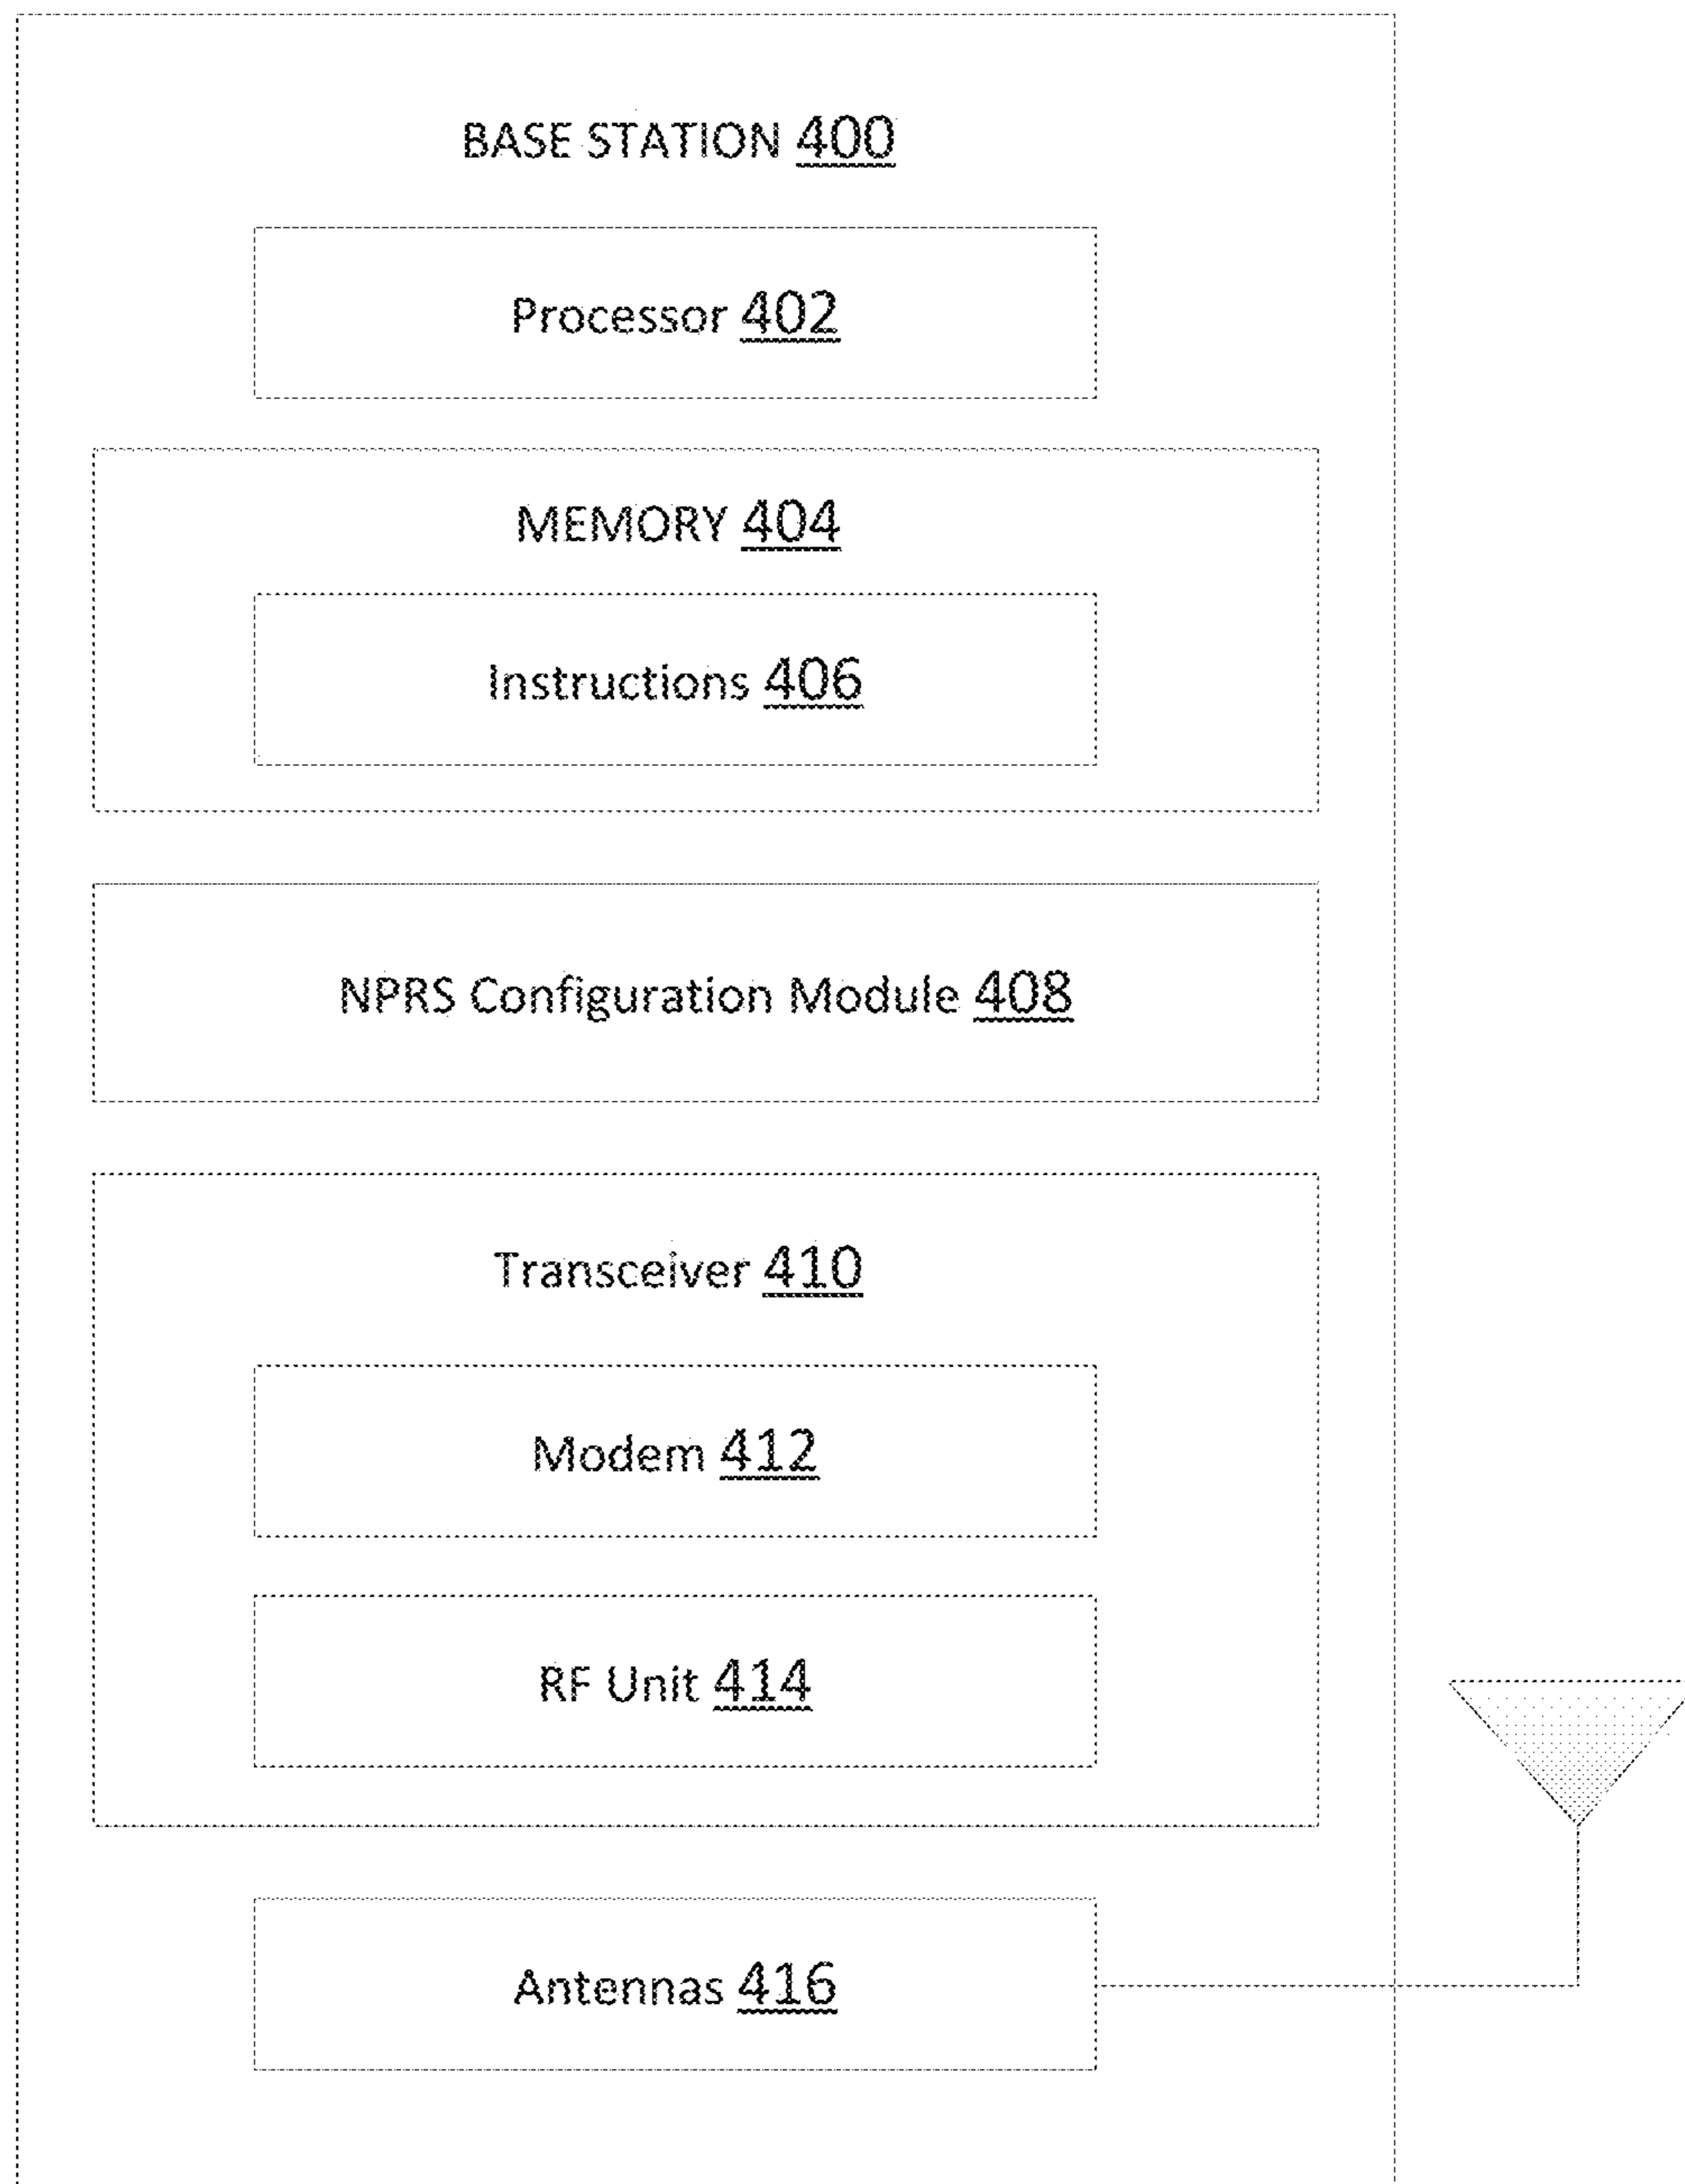 BASE STATION 400
Processor 402
MEMORY 404
Instructions 406
NPRS Configuration Module 408
Transceiver 410
Modem 412
RF Unit 414
Antennas 416